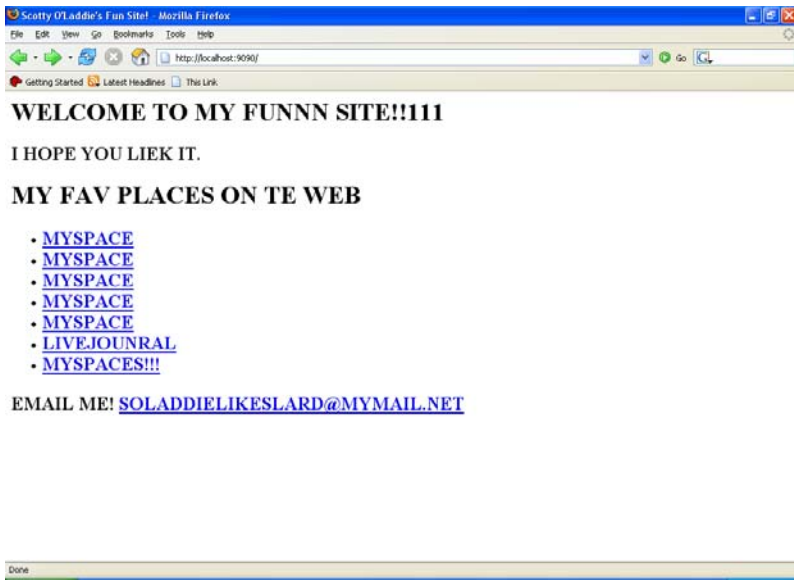 Scotty O'Laddie's Fun Site! - Mozilla Firefox
File Edit View Go Bookmarks Tools Help
http://localhost:9090/ Go G
Getting Started Latest Headlines This Link
WELCOME TO MY FUNNN SITE!!111
I HOPE YOU LIEK IT.
MY FAV PLACES ON TE WEB
• MYSPACE
• MYSPACE
• MYSPACE
• MYSPACE
• MYSPACE
• LIVEJOUNRAL
• MYSPACES!!!
EMAIL ME! SOLADDIELIKESLARD@MYMAIL.NET
Done